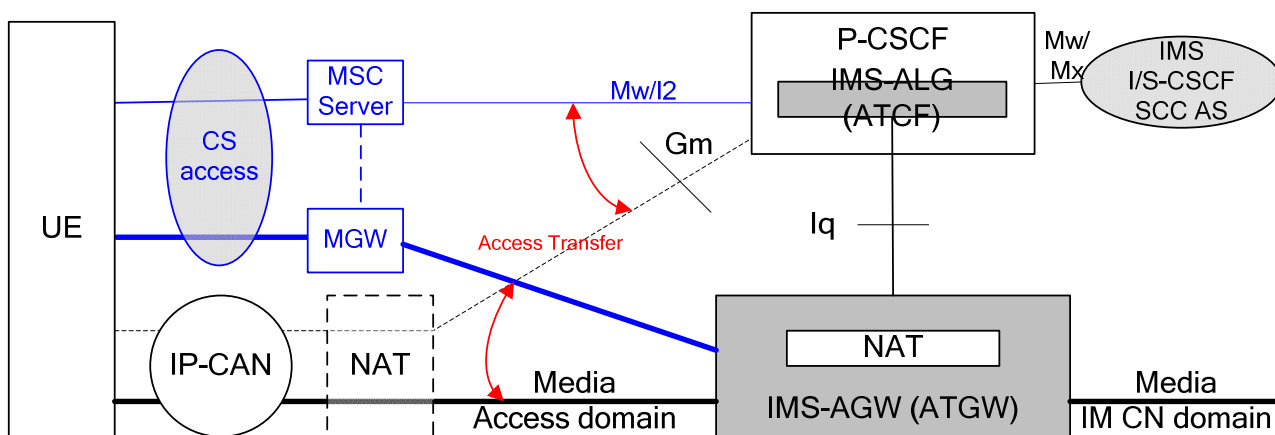 UE
CS
access
MSC
Server
MGW
Mw/I2
P-CSCF
IMS-ALG
(ATCF)
Mw/
Mx
IMS
I/S-CSCF
SCC AS
Gm
Access Transfer
Iq
IP-CAN
NAT
Media
Access domain
NAT
IMS-AGW (ATGW)
Media
IM CN domain